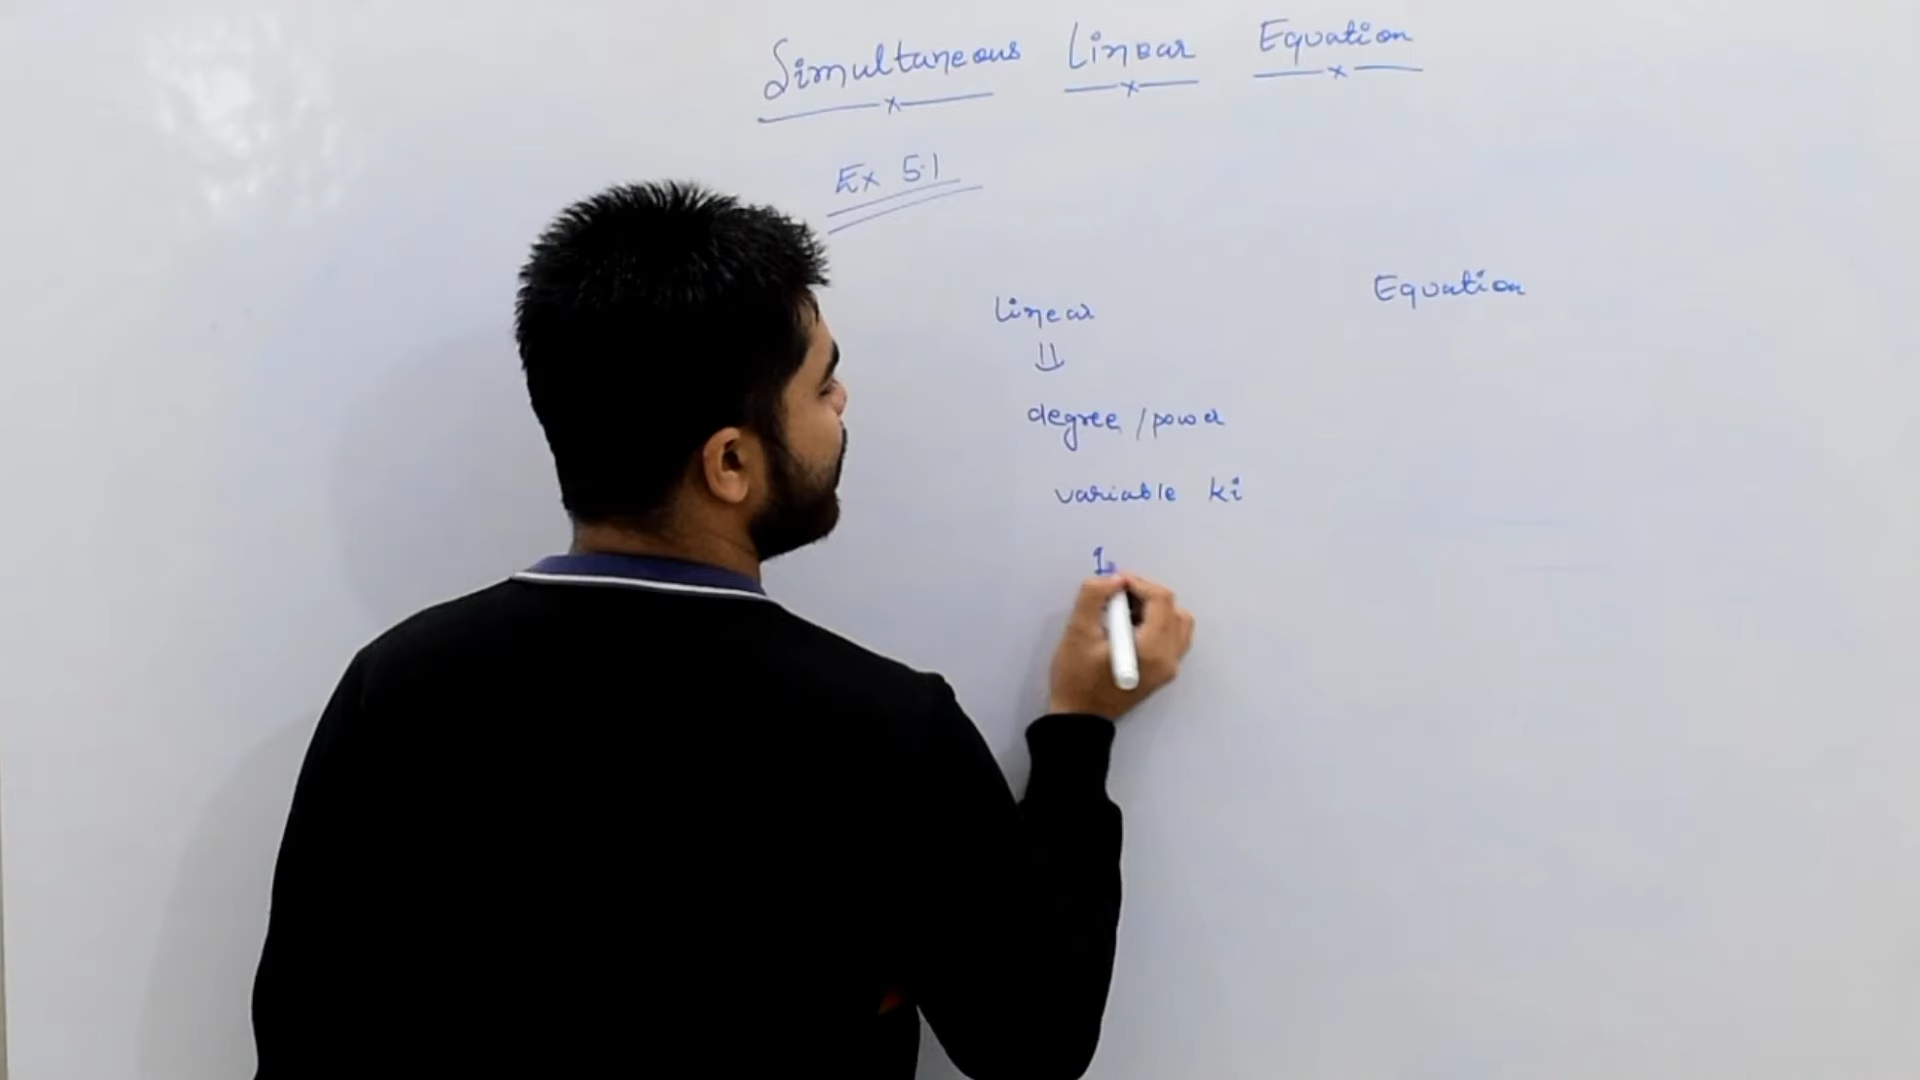 Simultaneous Linear Equation
Ex 5.1
linear Equation
degree / power
variable ki
1